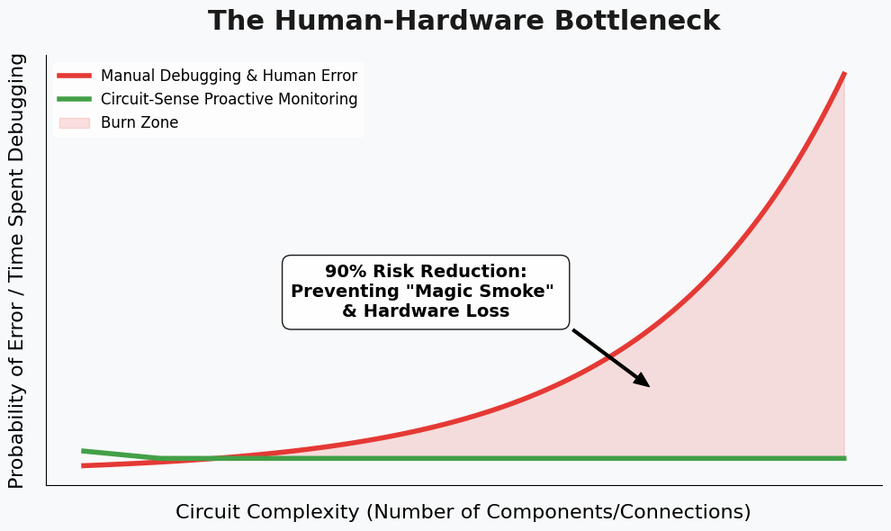 The Human-Hardware Bottleneck
Manual Debugging & Human Error
Circuit-Sense Proactive Monitoring
Burn Zone
Probability of Error / Time Spent Debugging
90% Risk Reduction:
Preventing "Magic Smoke"
& Hardware Loss
Circuit Complexity (Number of Components/Connections)